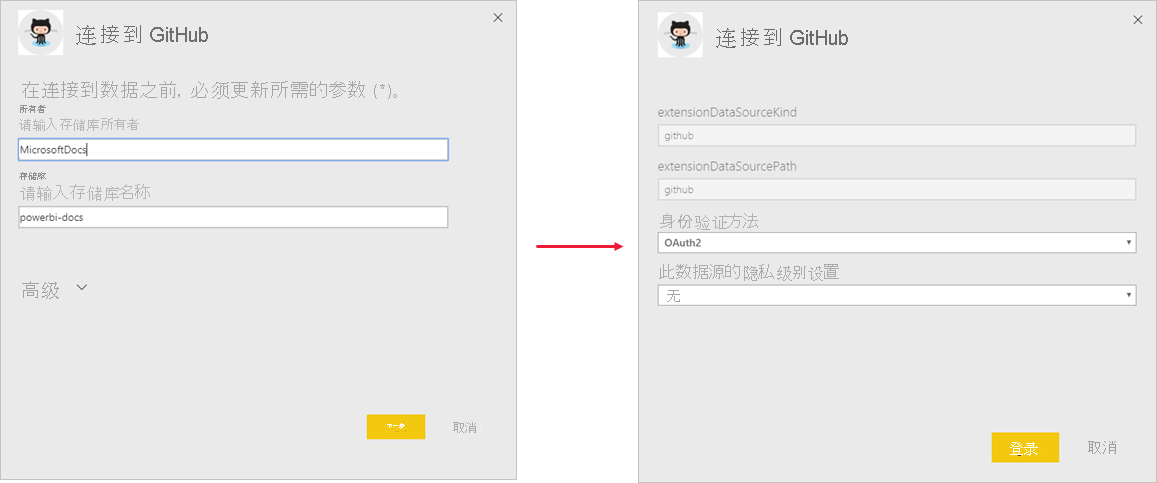 连接到 GitHub
在连接到数据之前, 必须更新所需的参数 (*)。
所有者
请输入存储库所有者
MicrosoftDocs
存储库
请输入存储库名称
powerbi-docs
高级
下一步
取消
连接到 GitHub
extensionDataSourceKind
github
extensionDataSourcePath
github
身份验证方法
OAuth2
此数据源的隐私级别设置
无
登录
取消